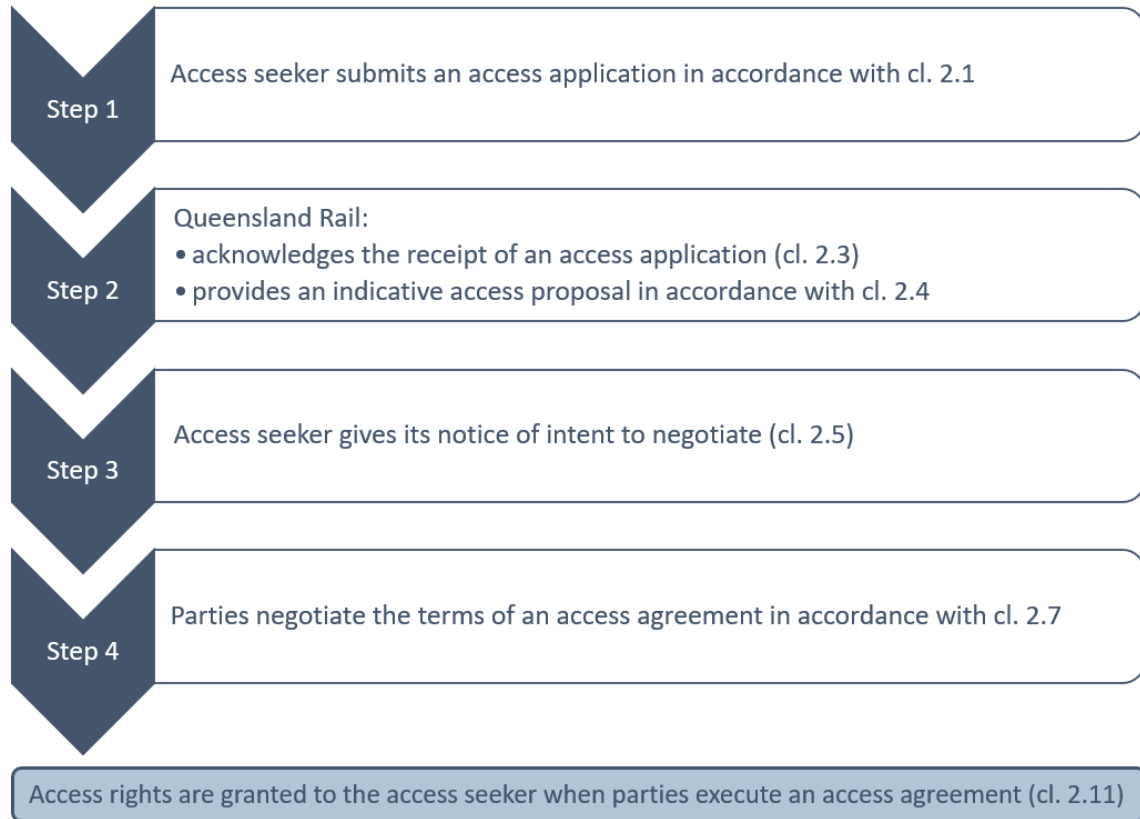 Step 1
Access seeker submits an access application in accordance with cl. 2.1
Step 2
Queensland Rail:
• acknowledges the receipt of an access application (cl. 2.3)
• provides an indicative access proposal in accordance with cl. 2.4
Step 3
Access seeker gives its notice of intent to negotiate (cl. 2.5)
Step 4
Parties negotiate the terms of an access agreement in accordance with cl. 2.7
Access rights are granted to the access seeker when parties execute an access agreement (cl. 2.11)